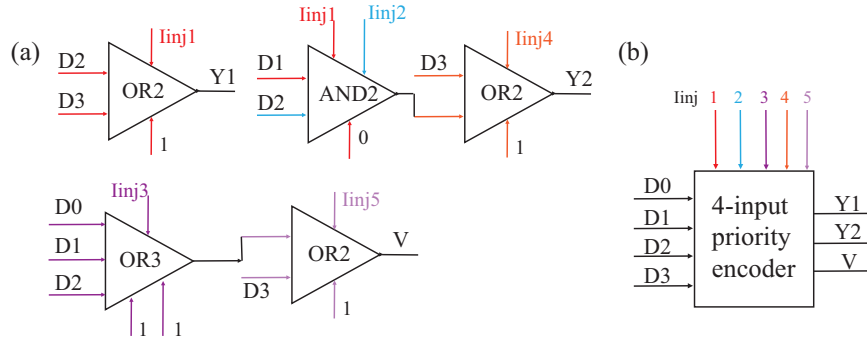 (a)
Iinj1
D2
D3
OR2
Y1
1
Iinj1
Iinj2
D1
D2
AND2
0
Iinj4
D3
OR2
Y2
1
Iinj3
D0
D1
D2
OR3
1
1
Iinj5
D3
OR2
V
1
(b)
Iinj 1 2 3 4 5
D0
D1
D2
D3
4-input
priority
encoder
Y1
Y2
V